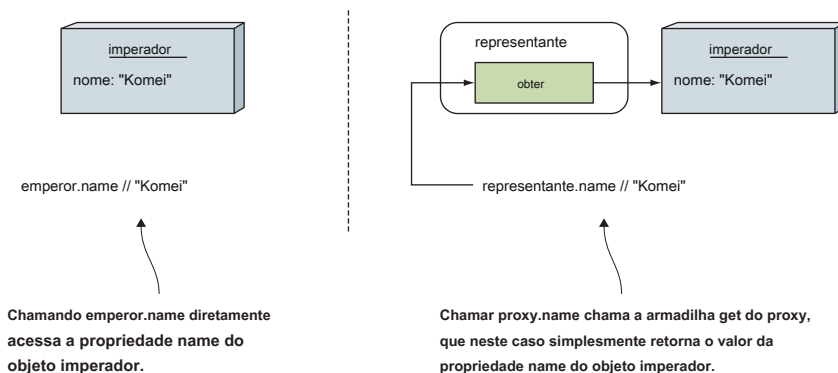 imperador
nome: "Komei"
emperor.name // "Komei"
Chamando emperor.name diretamente
acessa a propriedade name do
objeto imperador.
representante
obter
imperador
nome: "Komei"
representante.name // "Komei"
Chamar proxy.name chama a armadilha get do proxy,
que neste caso simplesmente retorna o valor da
propriedade name do objeto imperador.